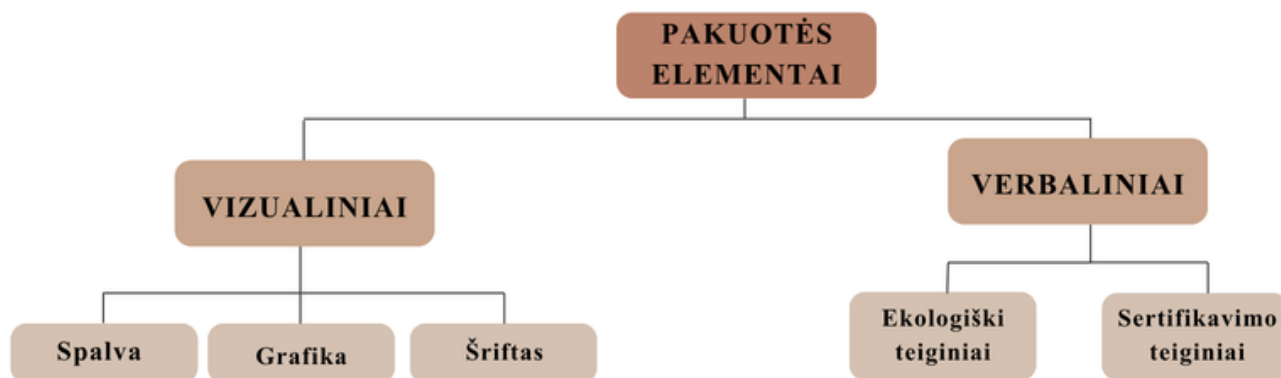 PAKUOTĖS
ELEMENTAI
VIZUALINIAI
VERBALINIAI
Spalva
Grafika
Šriftas
Ekologiški
teiginiai
Sertifikavimo
teiginiai